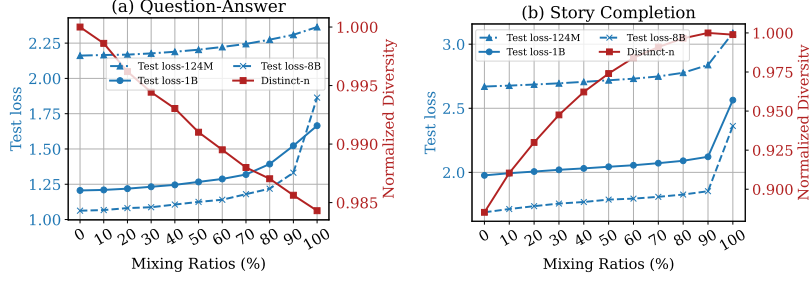 (a) Question-Answer
Test loss
2.25
2.00
1.75
1.50
1.25
1.00
Test loss-124M
Test loss-1B
Test loss-8B
Distinct-n
1.000
0.995
0.990
0.985
Normalized Diversity
0 10 20 30 40 50 60 70 80 90 100
Mixing Ratios (%)
(b) Story Completion
Test loss
3.0
2.5
2.0
Test loss-124M
Test loss-1B
Test loss-8B
Distinct-n
1.000
0.975
0.950
0.925
0.900
Normalized Diversity
0 10 20 30 40 50 60 70 80 90 100
Mixing Ratios (%)